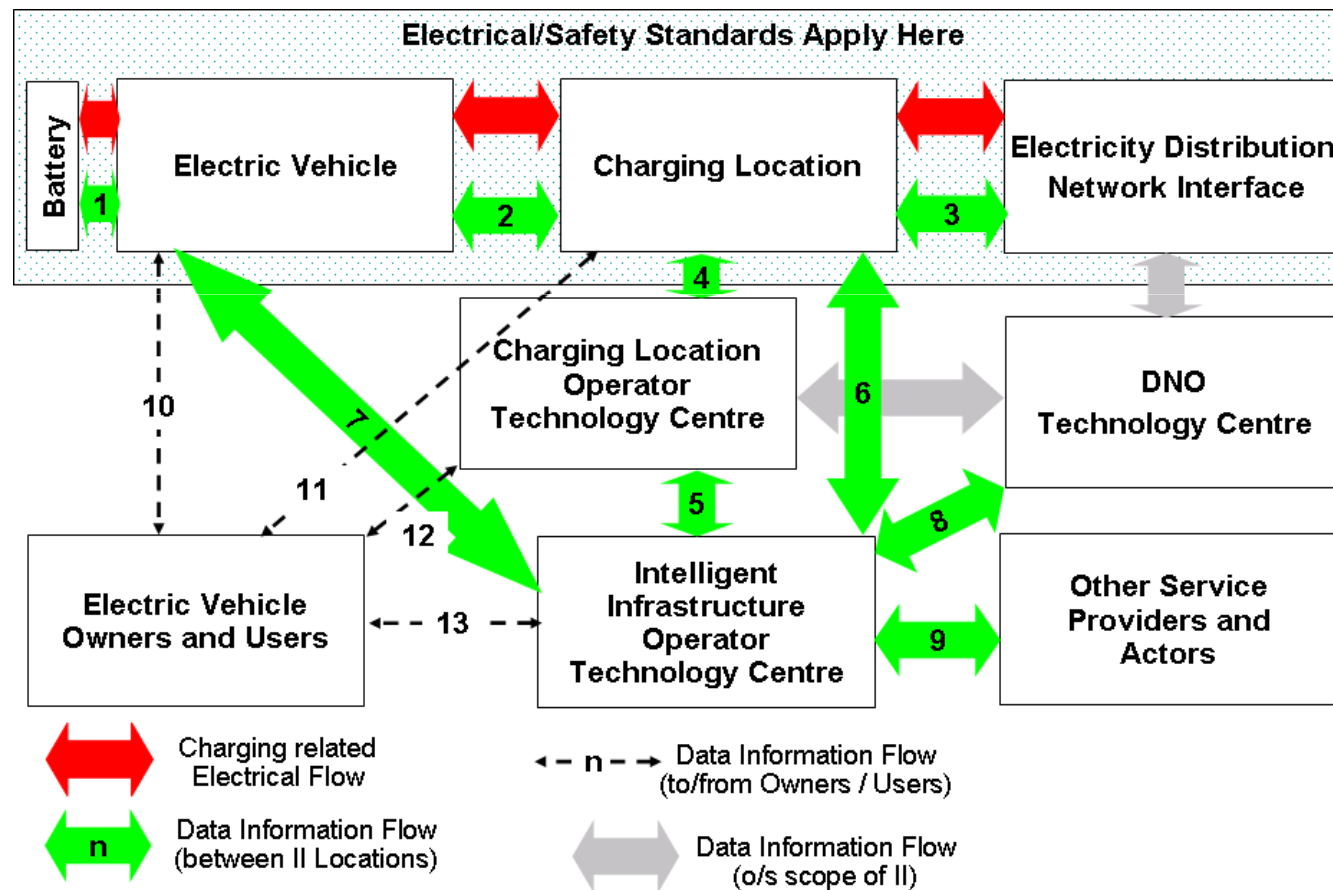 Electrical/Safety Standards Apply Here
Battery
1
Electric Vehicle
2
Charging Location
3
Electricity Distribution
Network Interface
4
Charging Location
Operator
Technology Centre
6
DNO
Technology Centre
10
7
11
12
5
8
Electric Vehicle
Owners and Users
13
Intelligent
Infrastructure
Operator
Technology Centre
9
Other Service
Providers and
Actors
Charging related
Electrical Flow
n
Data Information Flow
(to/from Owners / Users)
n
Data Information Flow
(between II Locations)
Data Information Flow
(o/s scope of II)